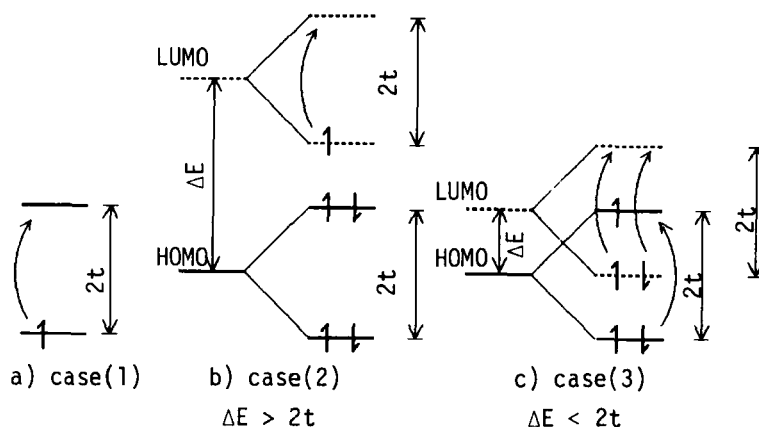 LUMO
2t
ΔE
HOMO
2t
2t
a) case(1)
b) case(2)
ΔE > 2t
LUMO
ΔE
HOMO
2t
2t
c) case(3)
ΔE < 2t